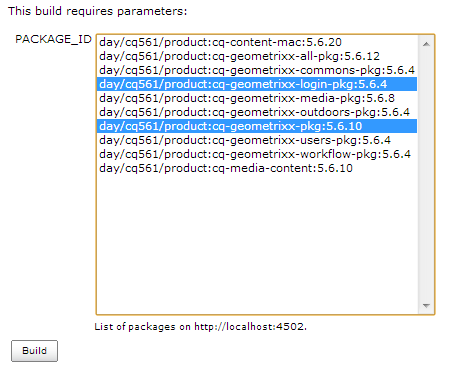 This build requires parameters:
PACKAGE_ID
day/cq561/product:cq-content-mac:5.6.20
day/cq561/product:cq-geometrixx-all-pkg:5.6.12
day/cq561/product:cq-geometrixx-commons-pkg:5.6.4
day/cq561/product:cq-geometrixx-login-pkg:5.6.4
day/cq561/product:cq-geometrixx-media-pkg:5.6.8
day/cq561/product:cq-geometrixx-outdoors-pkg:5.6.4
day/cq561/product:cq-geometrixx-pkg:5.6.10
day/cq561/product:cq-geometrixx-users-pkg:5.6.4
day/cq561/product:cq-geometrixx-workflow-pkg:5.6.4
day/cq561/product:cq-media-content:5.6.10
List of packages on http://localhost:4502.
Build